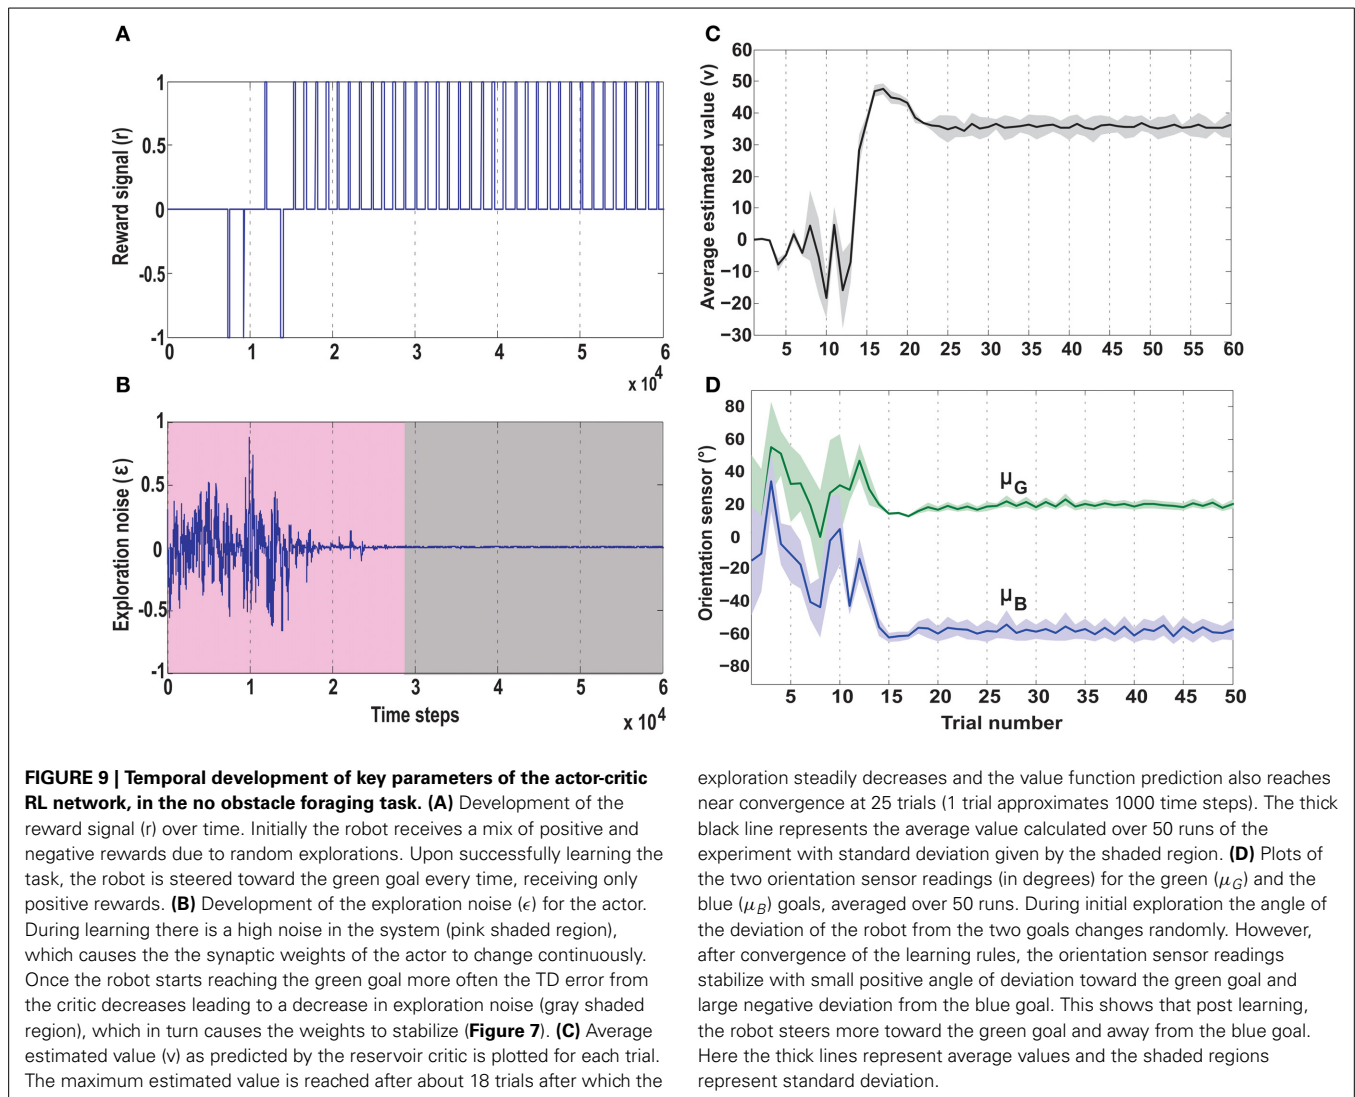 A
1
0.5
0
-0.5
-1
Reward signal (r)
0 1 2 3 4 5 6
x 10^4
B
1
0.5
0
-0.5
-1
Exploration noise (ε)
0 1 2 3 4 5 6
Time steps
x 10^4
C
60
50
40
30
20
10
0
−10
−20
−30
Average estimated value (v)
5 10 15 20 25 30 35 40 45 50 55 60
D
80
60
40
20
0
−20
−40
−60
−80
Orientation sensor (°)
μG
μB
5 10 15 20 25 30 35 40 45 50
Trial number
FIGURE 9 | Temporal development of key parameters of the actor-critic
RL network, in the no obstacle foraging task. (A) Development of the
reward signal (r) over time. Initially the robot receives a mix of positive and
negative rewards due to random explorations. Upon successfully learning the
task, the robot is steered toward the green goal every time, receiving only
positive rewards. (B) Development of the exploration noise (ϵ) for the actor.
During learning there is a high noise in the system (pink shaded region),
which causes the the synaptic weights of the actor to change continuously.
Once the robot starts reaching the green goal more often the TD error from
the critic decreases leading to a decrease in exploration noise (gray shaded
region), which in turn causes the weights to stabilize (Figure 7). (C) Average
estimated value (v) as predicted by the reservoir critic is plotted for each trial.
The maximum estimated value is reached after about 18 trials after which the
exploration steadily decreases and the value function prediction also reaches
near convergence at 25 trials (1 trial approximates 1000 time steps). The thick
black line represents the average value calculated over 50 runs of the
experiment with standard deviation given by the shaded region. (D) Plots of
the two orientation sensor readings (in degrees) for the green (μG) and the
blue (μB) goals, averaged over 50 runs. During initial exploration the angle of
the deviation of the robot from the two goals changes randomly. However,
after convergence of the learning rules, the orientation sensor readings
stabilize with small positive angle of deviation toward the green goal and
large negative deviation from the blue goal. This shows that post learning,
the robot steers more toward the green goal and away from the blue goal.
Here the thick lines represent average values and the shaded regions
represent standard deviation.